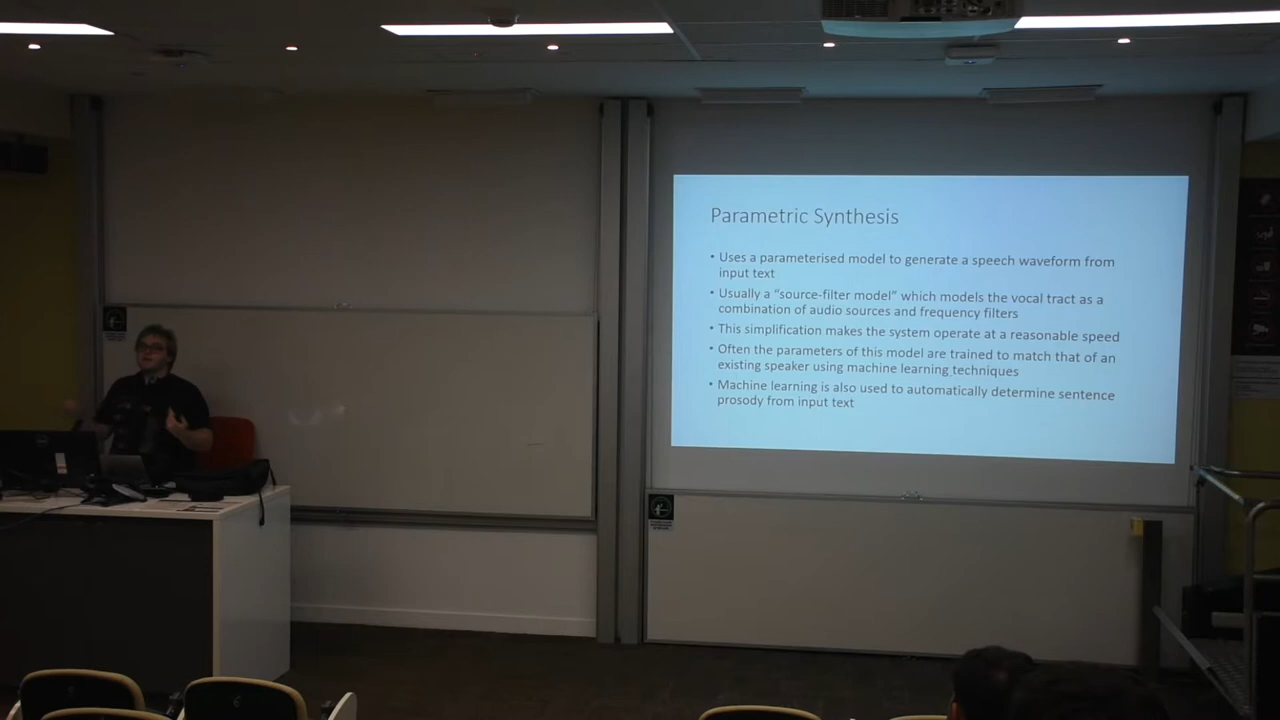 Parametric Synthesis
• Uses a parameterised model to generate a speech waveform from
input text
• Usually a “source-filter model” which models the vocal tract as a
combination of audio sources and frequency filters
• This simplification makes the system operate at a reasonable speed
• Often the parameters of this model are trained to match that of an
existing speaker using machine learning techniques
• Machine learning is also used to automatically determine sentence
prosody from input text